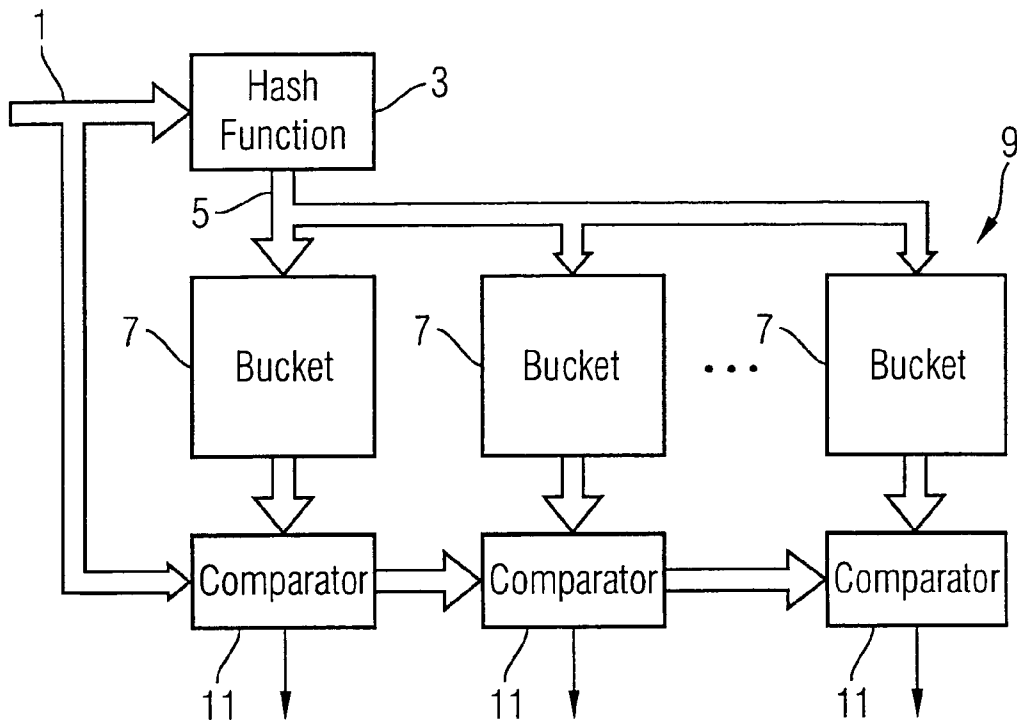 1
Hash
Function
3
9
5
7
Bucket
7
Bucket
...
7
Bucket
Comparator
Comparator
Comparator
11
11
11